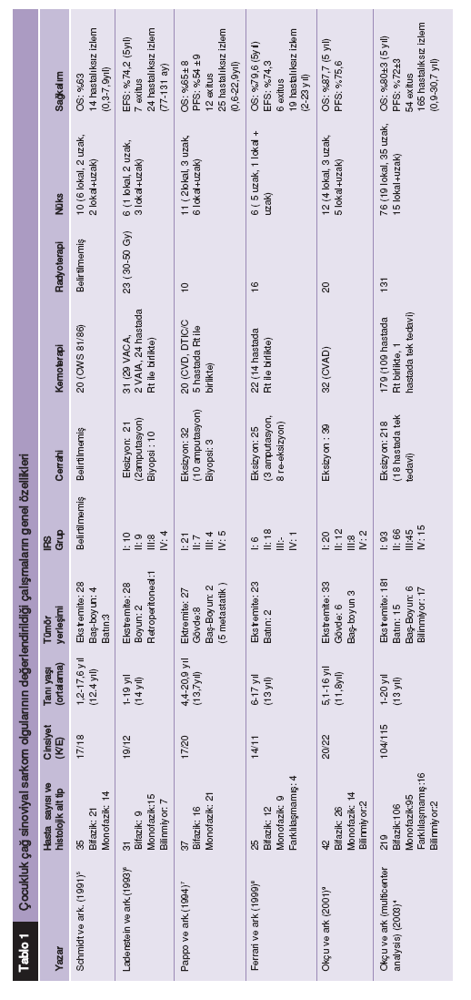 Tablo 1 Çocukluk çağ sinoviyal sarkom olgularının değerlendirildiği çalışmaların genel özellikleri
Yazar
Hasta sayısı ve
histolojik alt tip
Cinsiyet
(K/E)
Tanı yaşı
(ortalama)
Tümör
yerleşimi
IRS
Grup
Cerrahi
Kemoterapi
Radyoterapi
Nüks
Sağkalım
Schmidt ve ark. (1991)⁵
35
Bifazik: 21
Monofazik: 14
17/18
1,2-17,6 yıl
(12.4 yıl)
Ekstremite: 28
Baş-boyun: 4
Batın:3
Belirtilmemiş
Belirtilmemiş
20 (CWS 81/86)
Belirtilmemiş
10 (6 lokal, 2 uzak,
2 lokal+uzak)
OS: %63
14 hastalıksız izlem
(0,3-7,9yıl)
Ladenstein ve ark.(1993)⁶
31
Bifazik: 9
Monofazik:15
Bilinmiyor: 7
19/12
1-19 yıl
(14 yıl)
Ekstremite: 28
Boyun: 2
Retroperitoneal:1
I: 10
II: 9
III:8
IV: 4
Eksizyon: 21
(2amputasyon)
Biyopsi : 10
31 (29 VACA,
2 VAIA, 24 hastada
Rt ile birlikte)
23 (30-50 Gy)
6 (1 lokal, 2 uzak,
3 lokal+uzak)
EFS: %74,2 (5yıl)
7 exitus
24 hastalıksız izlem
(77-131 ay)
Pappo ve ark.(1994)⁷
37
Bifazik: 16
Monofazik: 21
17/20
4,4-20,9 yıl
(13,7yıl)
Ektremite: 27
Gövde:8
Baş-Boyun: 2
(5 metastatik )
I: 21
II: 7
III: 4
IV: 5
Eksizyon: 32
(10 amputasyon)
Biyopsi: 3
20 (CVD, DTIC/C
5 hastada Rt ile
birlikte)
10
11 ( 2lokal, 3 uzak,
6 lokal+uzak)
OS: %65± 8
PFS: %54 ±9
12 exitus
25 hastalıksız izlem
(0,6-22,9yıl)
Ferrari ve ark (1999)⁸
25
Bifazik: 12
Monofazik: 9
Farklılaşmamış: 4
14/11
6-17 yıl
(13 yıl)
Ekstremite: 23
Batın: 2
I: 6
II: 18
III:-
IV: 1
Eksizyon: 25
(3 amputasyon,
8 re-eksizyon)
22 (14 hastada
Rt ile birlikte)
16
6 ( 5 uzak, 1 lokal +
uzak)
OS: %79,6 (5yıl)
EFS: %74,3
6 exitus
19 hastalıksız izlem
(2-23 yıl)
Okçu ve ark (2001)⁹
42
Bifazik: 26
Monofazik: 14
Bilinmiyor:2
20/22
5,1-16 yıl
(11,8yıl)
Ekstremite: 33
Gövde: 6
Baş-boyun 3
I: 20
II: 12
III:8
IV: 2
Eksizyon : 39
32 (CVAD)
20
12 (4 lokal, 3 uzak,
5 lokal+uzak)
OS: %87,7 (5 yıl)
PFS: %75,6
Okçu ve ark (multicenter
analysis) (2003)⁴
219
Bifazik:106
Monofazik:95
Farklılaşmamış:16
Bilinmiyor:2
104/115
1-20 yıl
(13 yıl)
Ekstremite: 181
Batın: 15
Baş-Boyun: 6
Bilinmiyor: 17
I: 93
II: 66
III:45
IV: 15
Eksizyon: 218
(18 hastada tek
tedavi)
179 (109 hastada
Rt birlikte, 1
hastada tek tedavi)
131
76 (19 lokal, 35 uzak,
15 lokal+uzak)
OS: %80±3 (5 yıl)
PFS: %72±3
54 exitus
165 hastalıksız izlem
(0,9-30,7 yıl)